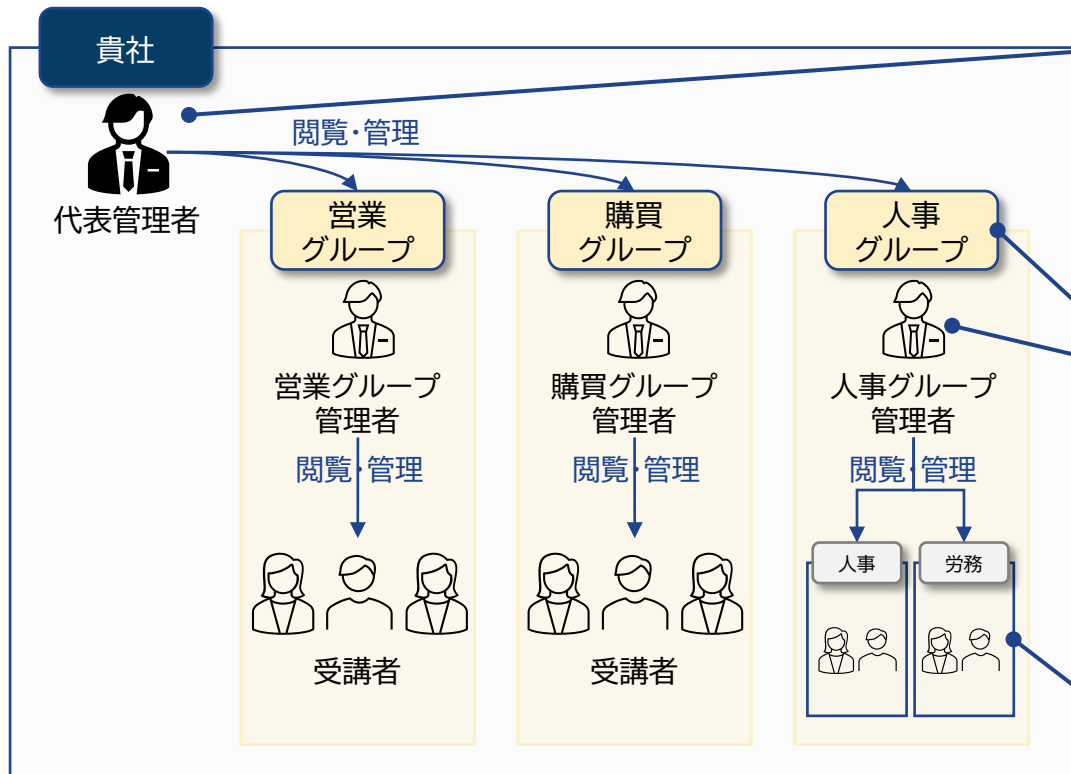 貴社
閲覧・管理
代表管理者
営業
グループ
購買
グループ
人事
グループ
営業グループ
管理者
購買グループ
管理者
人事グループ
管理者
閲覧・管理
閲覧・管理
閲覧・管理
人事
労務
受講者
受講者